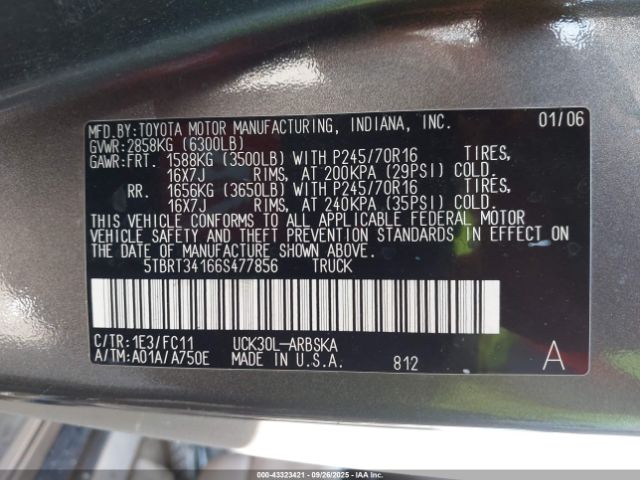 MFD.BY:TOYOTA MOTOR MANUFACTURING, INDIANA, INC. 01/06
GVWR:2858KG (6300LB)
GAWR:FRT. 1588KG (3500LB) WITH P245/70R16 TIRES,
16X7J RIMS, AT 200KPA (29PSI) COLD.
RR. 1656KG (3650LB) WITH P245/70R16 TIRES,
16X7J RIMS, AT 240KPA (35PSI) COLD.
THIS VEHICLE CONFORMS TO ALL APPLICABLE FEDERAL MOTOR
VEHICLE SAFETY AND THEFT PREVENTION STANDARDS IN EFFECT ON
THE DATE OF MANUFACTURE SHOWN ABOVE.
5TBRT34166S477856 TRUCK
C/TR:1E3/FC11 UCK30L-ARBSKA
A/TM:A01A/A750E MADE IN U.S.A. 812 A
© - 43323421 - 09/26/2025 - IAA Inc.